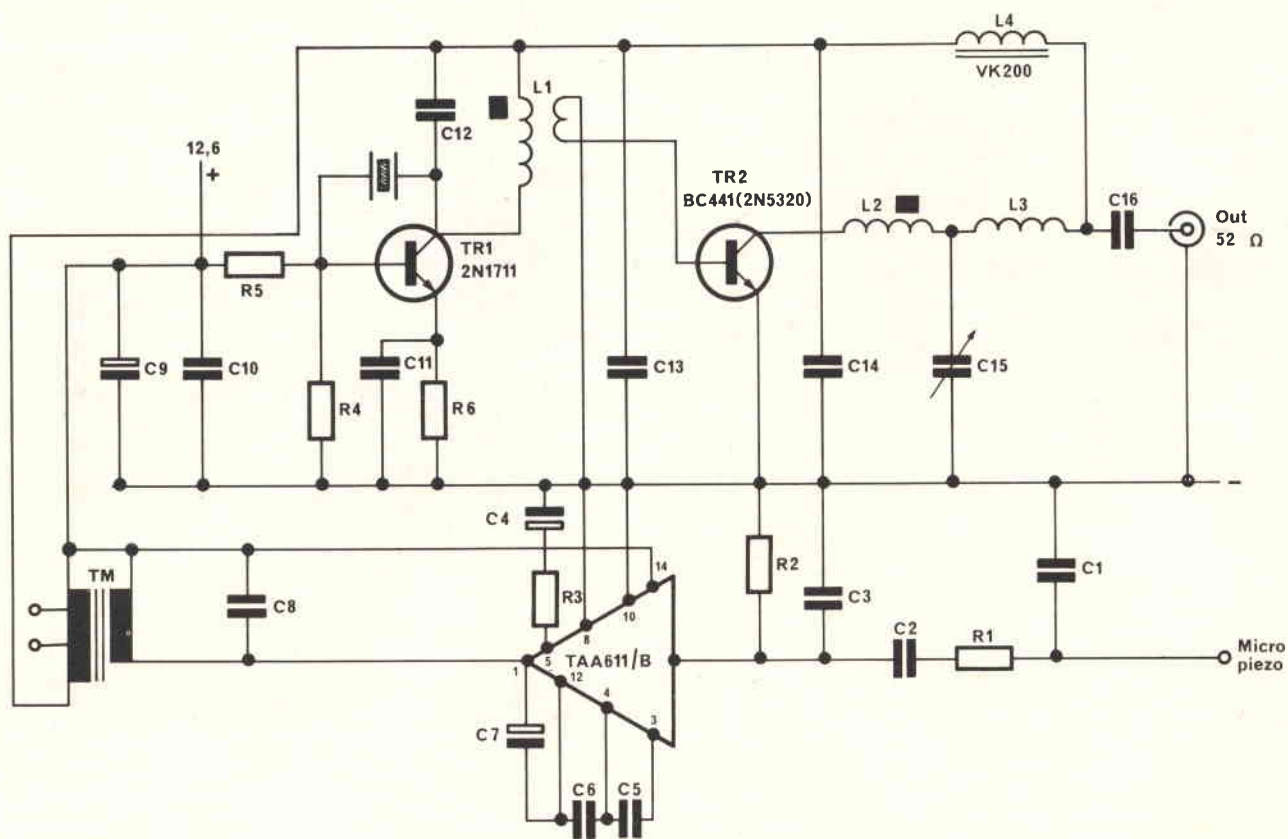 L4
VK200
L1
C12
12,6
+
TR2
BC441(2N5320)
C16
L2
L3
Out
52 Ω
TR1
2N1711
R5
C9
C10
C11
C13
C14
C15
R4
R6
-
C4
R2
C1
TM
14
C8
R3
10
C3
8
C2
R1
5
TAA611/B
1
12
Micro
piezo
4
3
C7
C6
C5